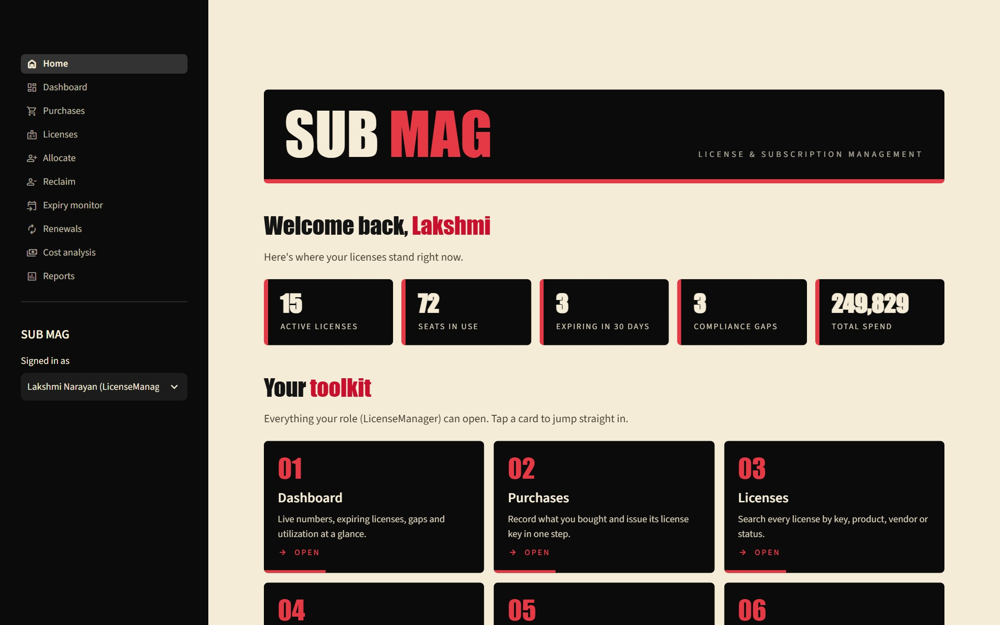 Home
Dashboard
Purchases
Licenses
Allocate
Reclaim
Expiry monitor
Renewals
Cost analysis
Reports
SUB MAG
Signed in as
Lakshmi Narayan (LicenseManag
SUB MAG
LICENSE & SUBSCRIPTION MANAGEMENT
Welcome back, Lakshmi
Here's where your licenses stand right now.
15
ACTIVE LICENSES
72
SEATS IN USE
3
EXPIRING IN 30 DAYS
3
COMPLIANCE GAPS
249,829
TOTAL SPEND
Your toolkit
Everything your role (LicenseManager) can open. Tap a card to jump straight in.
01
Dashboard
Live numbers, expiring licenses, gaps and
utilization at a glance.
→ OPEN
02
Purchases
Record what you bought and issue its license
key in one step.
→ OPEN
03
Licenses
Search every license by key, product, vendor or
status.
→ OPEN
04
05
06